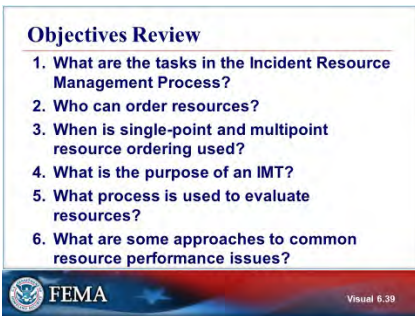 Objectives Review
1. What are the tasks in the Incident Resource
Management Process?
2. Who can order resources?
3. When is single-point and multipoint
resource ordering used?
4. What is the purpose of an IMT?
5. What process is used to evaluate
resources?
6. What are some approaches to common
resource performance issues?
FEMA
Visual 6.39